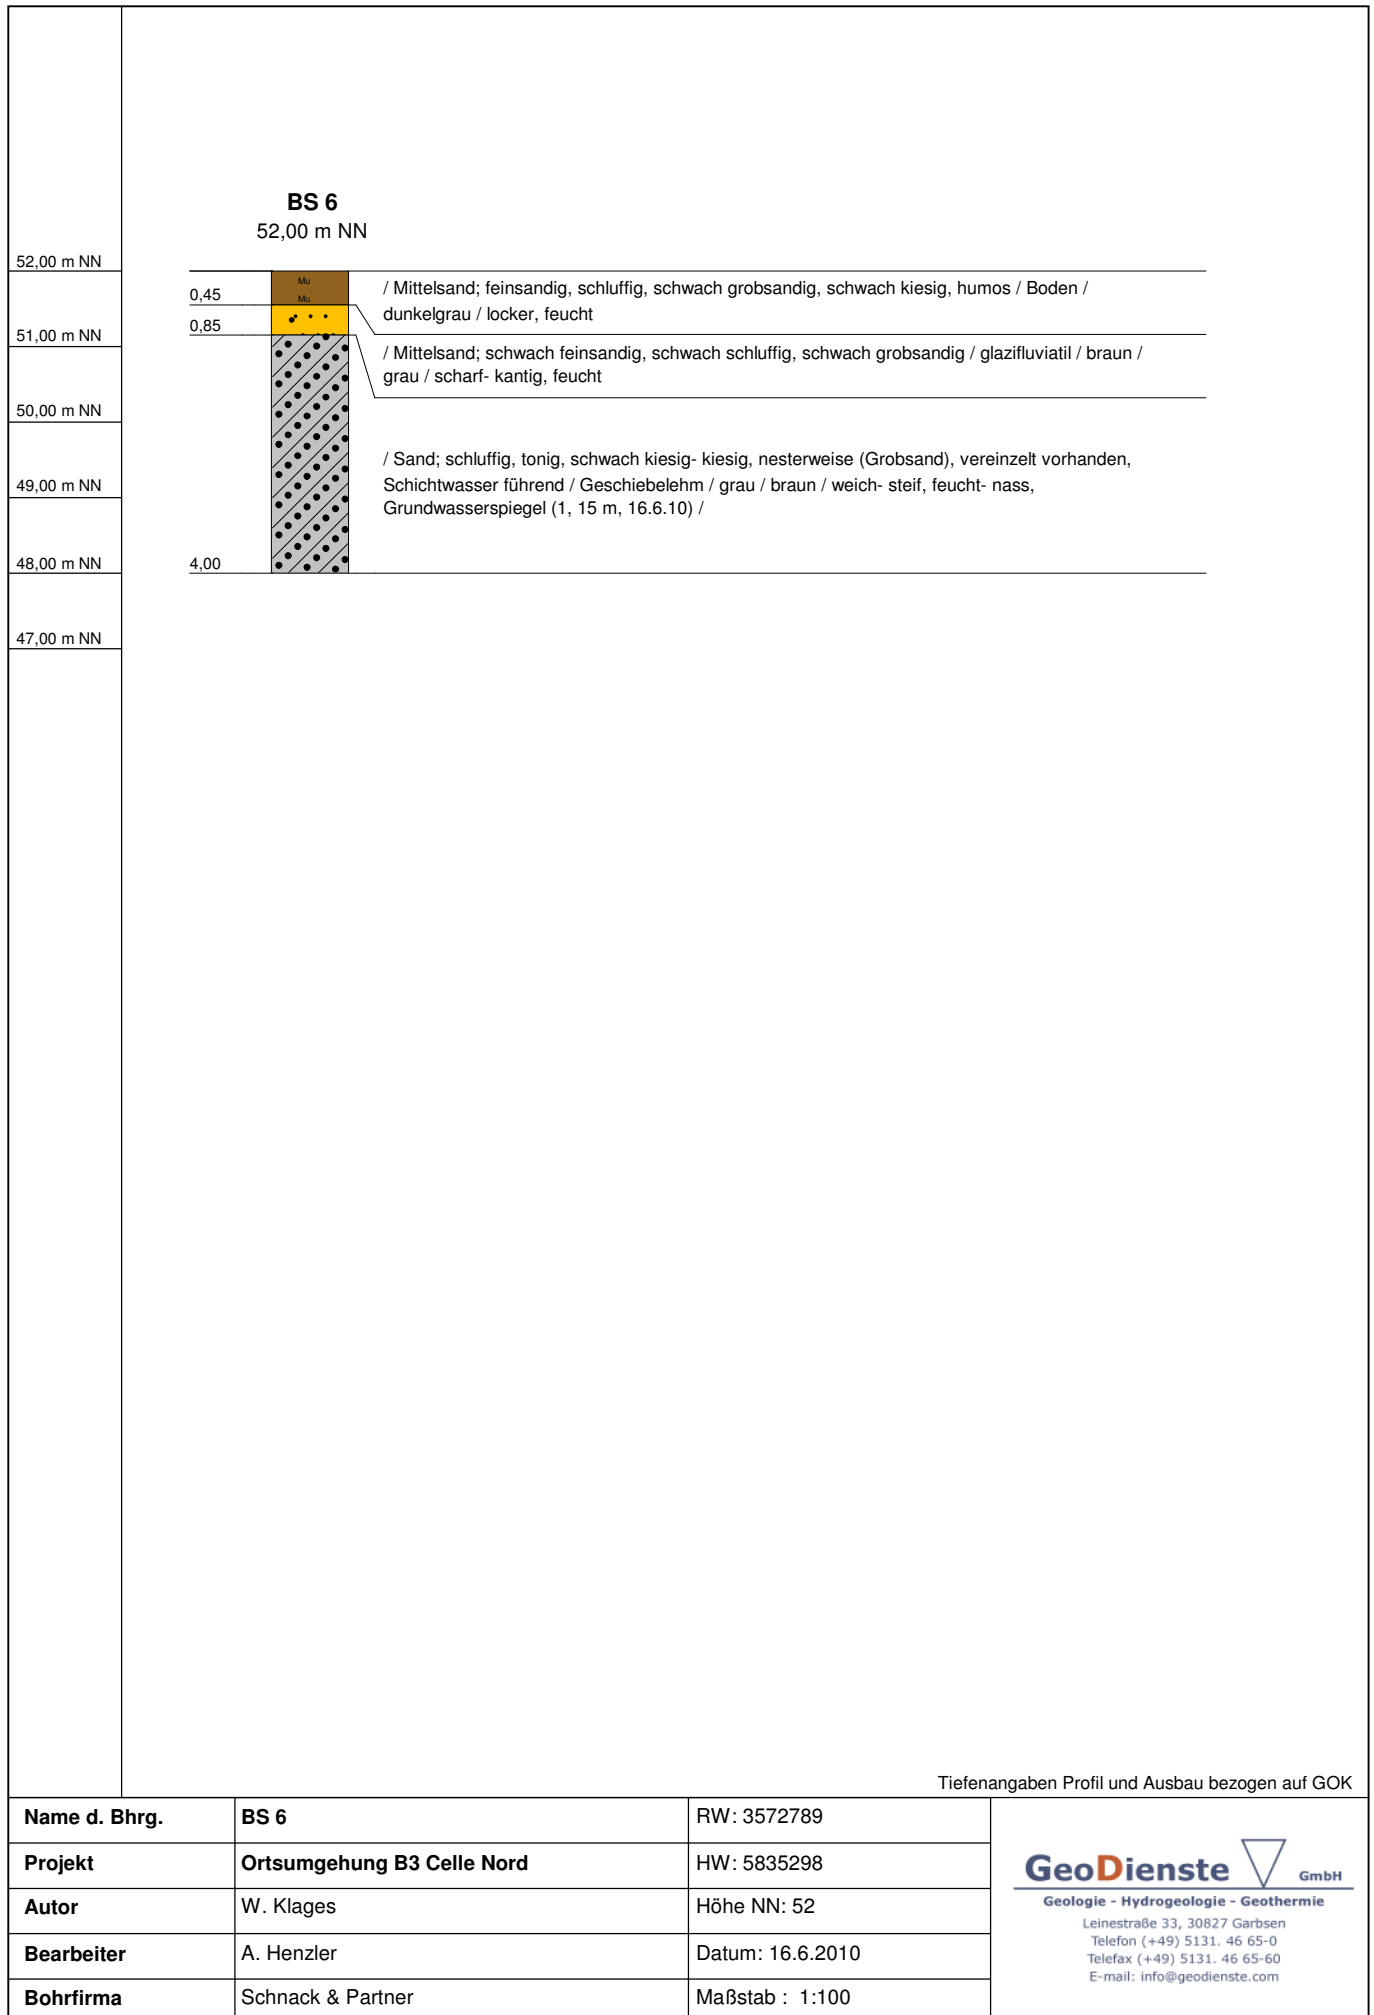 BS 6
52,00 m NN
52,00 m NN
51,00 m NN
50,00 m NN
49,00 m NN
48,00 m NN
47,00 m NN
0,45
0,85
4,00
Mu
Mu
/ Mittelsand; feinsandig, schluffig, schwach grobsandig, schwach kiesig, humos / Boden /
dunkelgrau / locker, feucht
/ Mittelsand; schwach feinsandig, schwach schluffig, schwach grobsandig / glazifluviatil / braun /
grau / scharf- kantig, feucht
/ Sand; schluffig, tonig, schwach kiesig- kiesig, nesterweise (Grobsand), vereinzelt vorhanden,
Schichtwasser führend / Geschiebelehm / grau / braun / weich- steif, feucht- nass,
Grundwasserspiegel (1, 15 m, 16.6.10) /
Tiefenangaben Profil und Ausbau bezogen auf GOK
Name d. Bhrg. BS 6 RW: 3572789
Projekt Ortsumgehung B3 Celle Nord HW: 5835298
Autor W. Klages Höhe NN: 52
Bearbeiter A. Henzler Datum: 16.6.2010
Bohrfirma Schnack & Partner Maßstab : 1:100
GeoDienste GmbH
Geologie - Hydrogeologie - Geothermie
Leinestraße 33, 30827 Garbsen
Telefon (+49) 5131. 46 65-0
Telefax (+49) 5131. 46 65-60
E-mail: info@geodienste.com